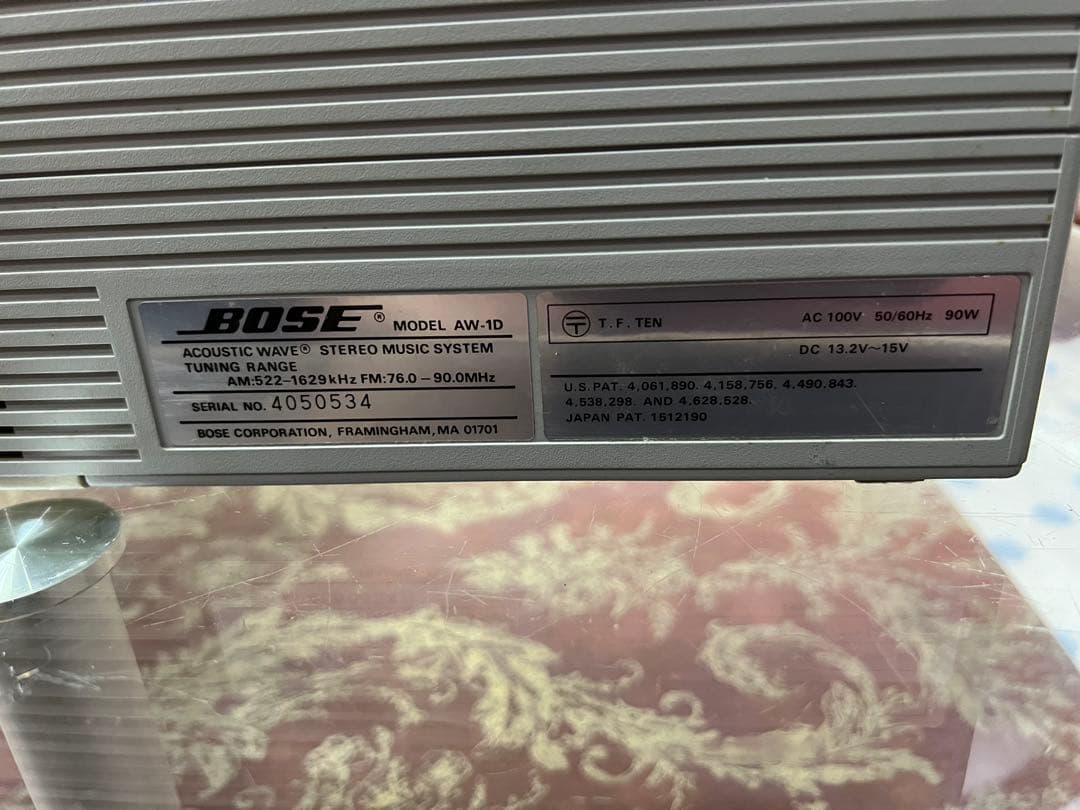 BOSE® MODEL AW-1D
ACOUSTIC WAVE® STEREO MUSIC SYSTEM
TUNING RANGE
AM:522-1629kHz FM:76.0-90.0MHz
SERIAL NO. 4050534
BOSE CORPORATION, FRAMINGHAM, MA 01701
T.F. TEN AC 100V 50/60Hz 90W
DC 13.2V~15V
U.S. PAT. 4,061,890. 4,158,756. 4,490,843.
4,538,298. AND 4,628,528.
JAPAN PAT. 1512190